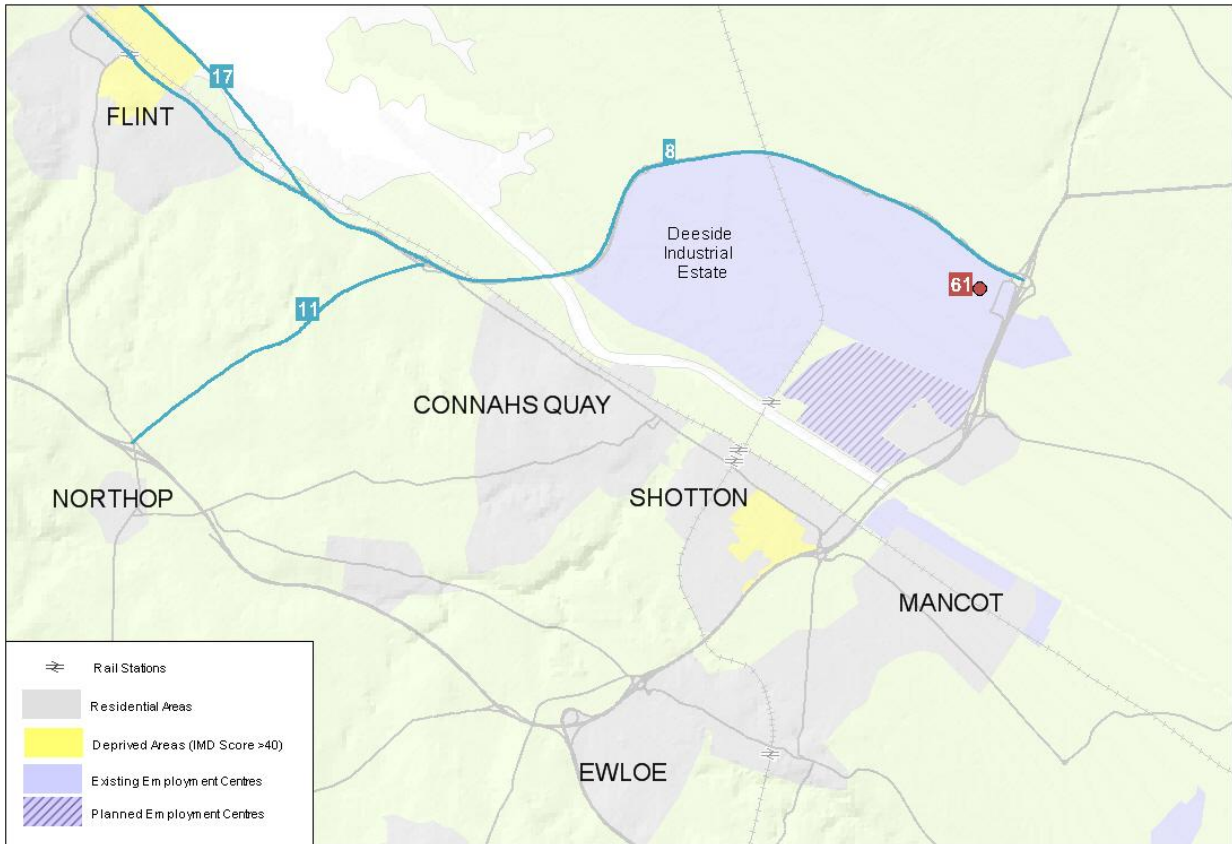 17
FLINT
8
Deeside
Industrial
Estate
61
11
CONNAHS QUAY
NORTHOP
SHOTTON
MANCOT
EWLOE
Rail Stations
Residential Areas
Deprived Areas (IMD Score >40)
Existing Employment Centres
Planned Employment Centres